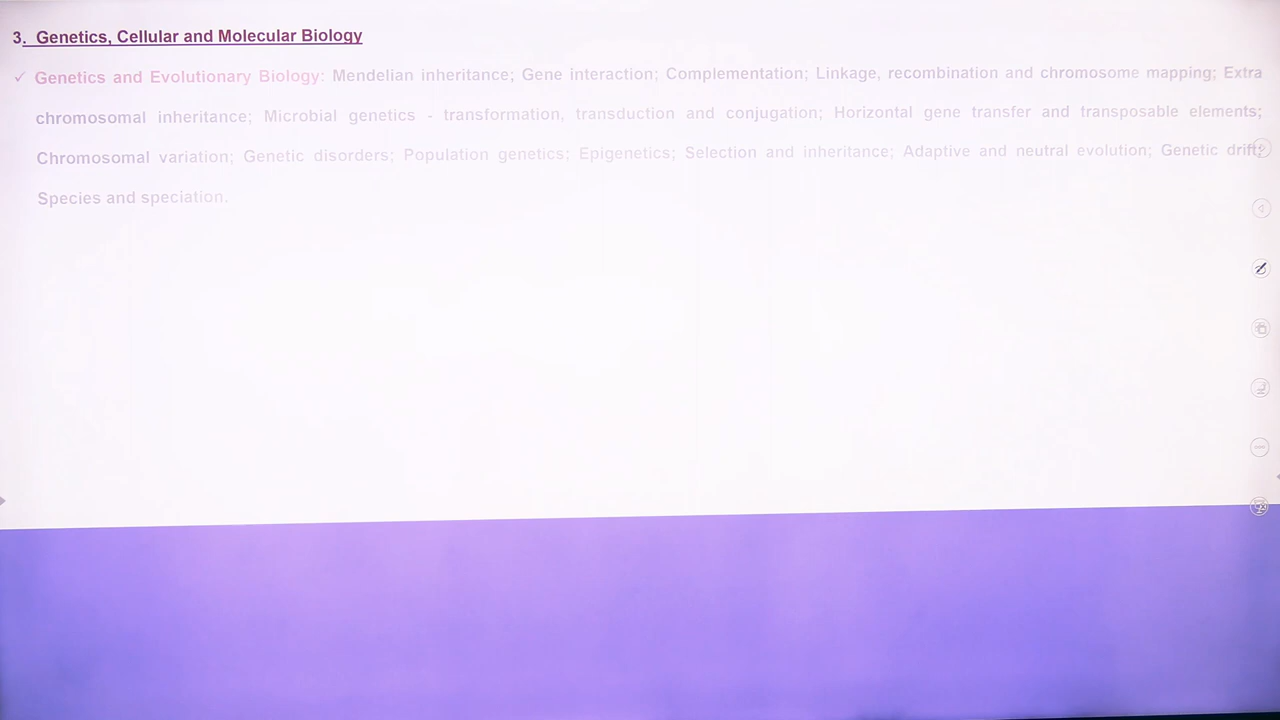 3. Genetics, Cellular and Molecular Biology
✓ Genetics and Evolutionary Biology: Mendelian inheritance; Gene interaction; Complementation; Linkage, recombination and chromosome mapping; Extra
chromosomal inheritance; Microbial genetics - transformation, transduction and conjugation; Horizontal gene transfer and transposable elements;
Chromosomal variation; Genetic disorders; Population genetics; Epigenetics; Selection and inheritance; Adaptive and neutral evolution; Genetic drift;
Species and speciation.